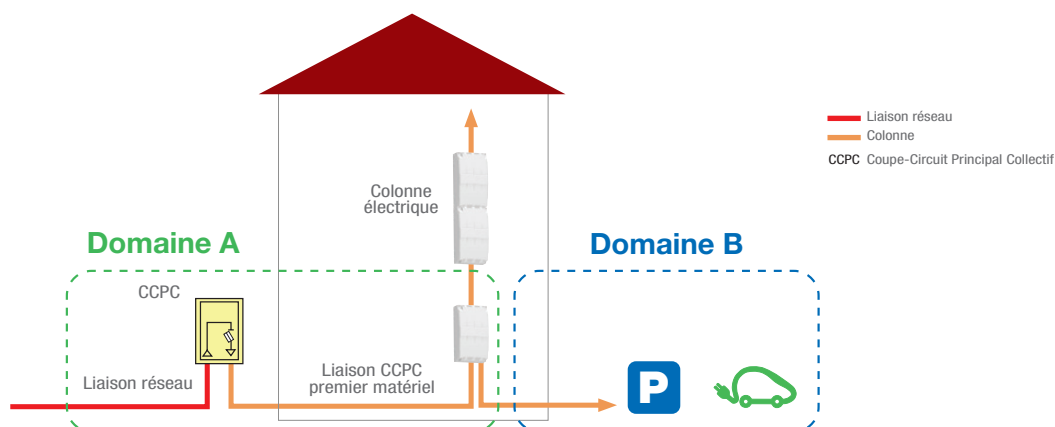 Liaison réseau
Colonne
CCPC Coupe-Circuit Principal Collectif
Colonne
électrique
Domaine A
Domaine B
CCPC
Liaison réseau
Liaison CCPC
premier matériel
P